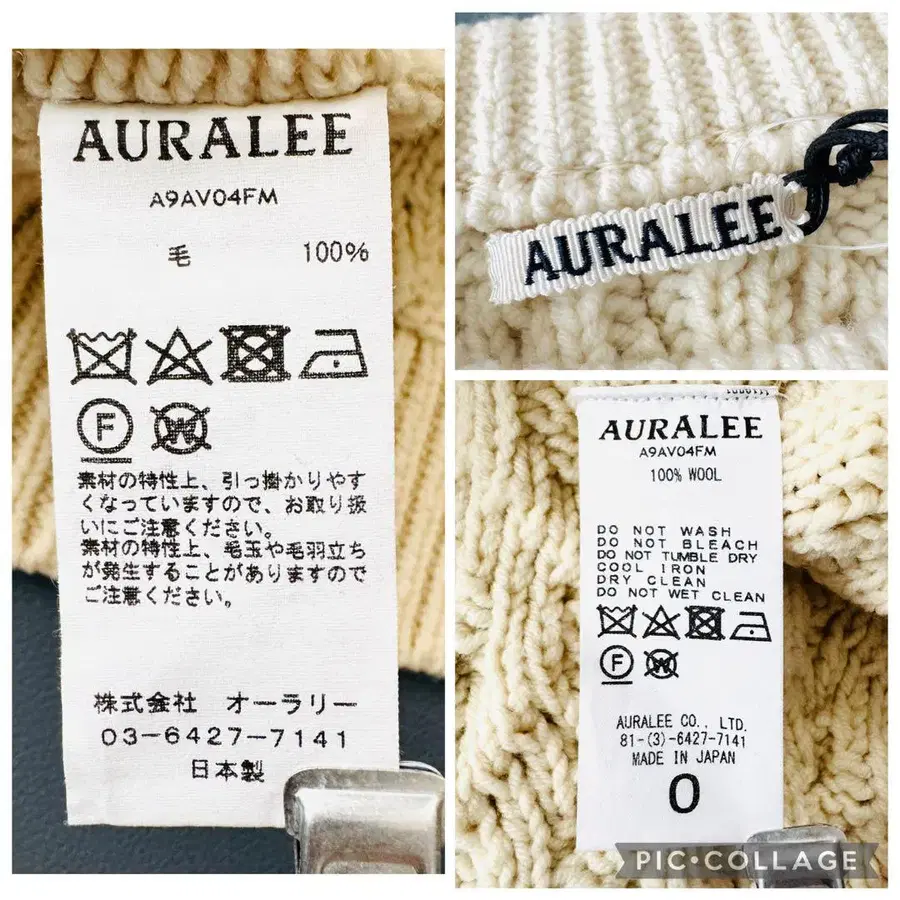 AURALEE
A9AV04FM
毛 100%
F W
素材の特性上、引っ掛かりやす
くなっていますので、お取り扱
いにご注意ください。
素材の特性上、毛玉や毛羽立ち
が発生することがありますので
ご注意ください。
株式会社 オーラリー
03-6427-7141
日本製
AURALEE
AURALEE
A9AV04FM
100% WOOL
DO NOT WASH
DO NOT BLEACH
DO NOT TUMBLE DRY
COOL IRON
DRY CLEAN
DO NOT WET CLEAN
F W
AURALEE CO., LTD.
81-(3)-6427-7141
MADE IN JAPAN
0
PIC•COLLAGE